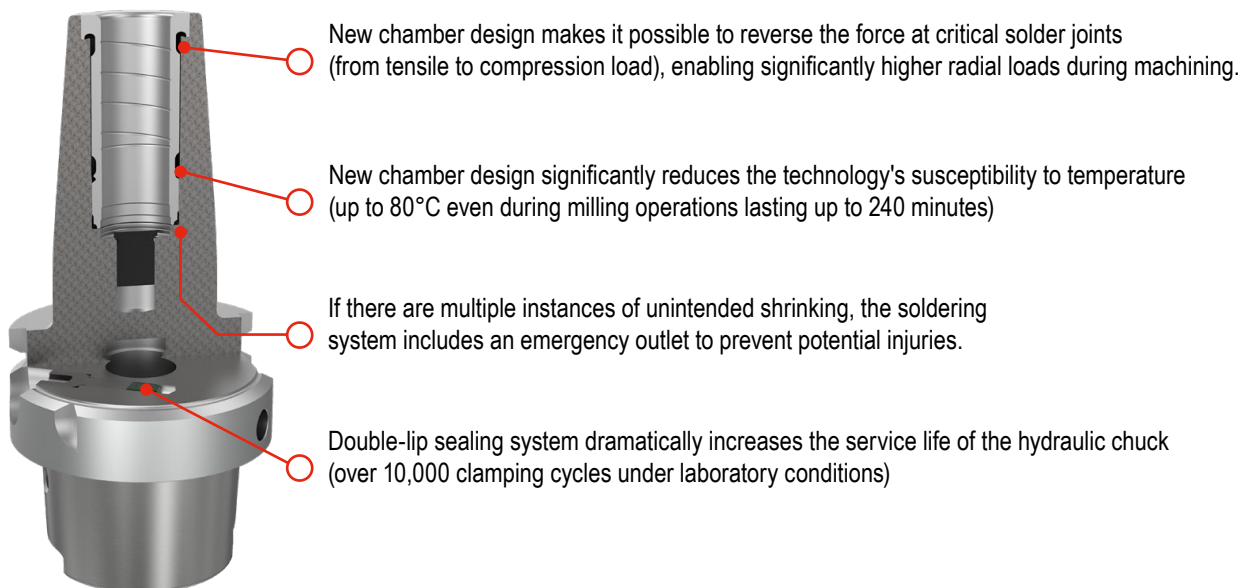 New chamber design makes it possible to reverse the force at critical solder joints
(from tensile to compression load), enabling significantly higher radial loads during machining.
New chamber design significantly reduces the technology's susceptibility to temperature
(up to 80°C even during milling operations lasting up to 240 minutes)
If there are multiple instances of unintended shrinking, the soldering
system includes an emergency outlet to prevent potential injuries.
Double-lip sealing system dramatically increases the service life of the hydraulic chuck
(over 10,000 clamping cycles under laboratory conditions)